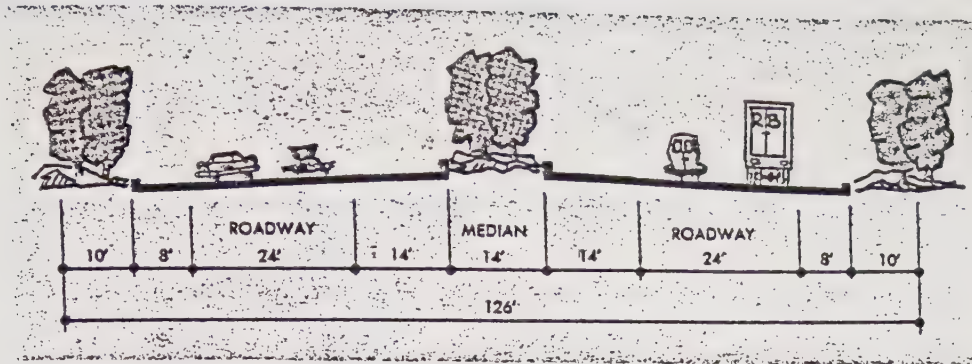 RB
ROADWAY MEDIAN ROADWAY
10' 8' 24' 14' 14' 14' 24' 8' 10'
126'